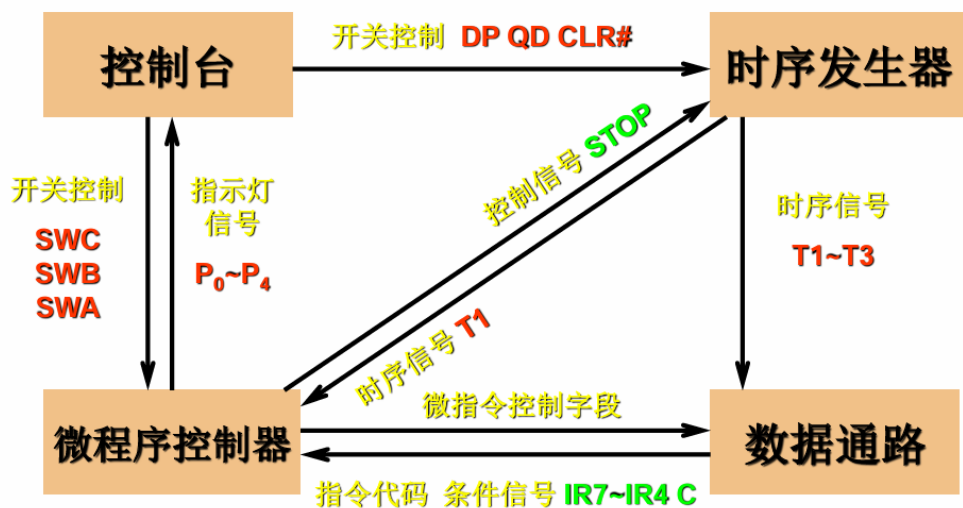 控制台
开关控制 DP QD CLR#
时序发生器
控制信号 STOP
时序信号 T1
开关控制
SWC
SWB
SWA
指示灯
信号
P0~P4
时序信号
T1~T3
微程序控制器
微指令控制字段
数据通路
指令代码 条件信号 IR7~IR4 C